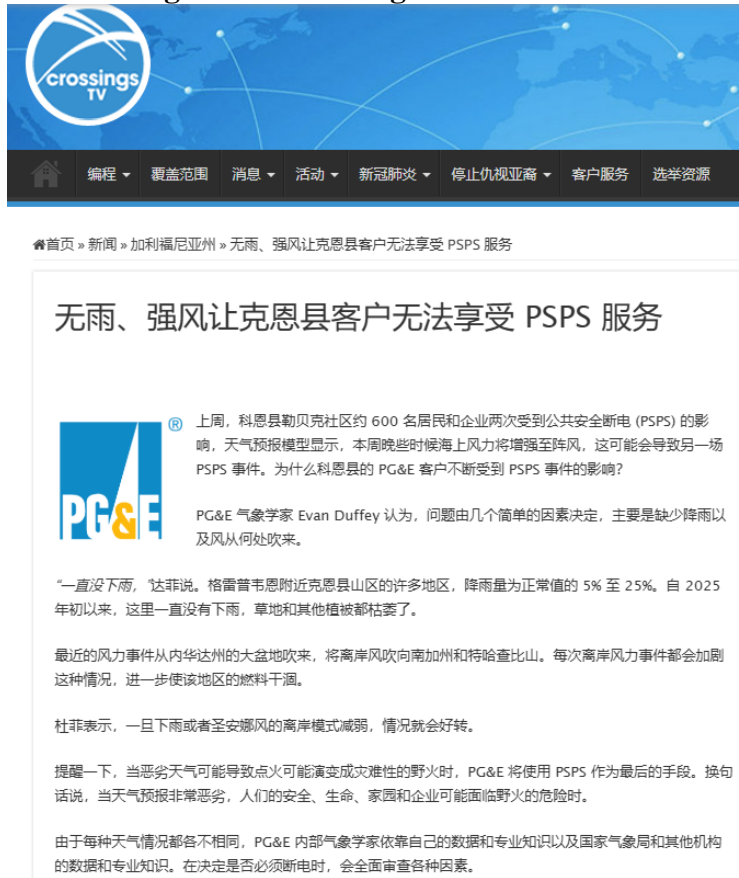 crossings
TV
编程 覆盖范围 消息 活动 新冠肺炎 停止仇视亚裔 客户服务 选举资源
首页 » 新闻 » 加利福尼亚州 » 无雨、强风让克恩县客户无法享受 PSPS 服务
无雨、强风让克恩县客户无法享受 PSPS 服务
PG&E ®
上周，科恩县勒贝克社区约 600 名居民和企业两次受到公共安全断电 (PSPS) 的影
响，天气预报模型显示，本周晚些时候海上风力将增强至阵风，这可能会导致另一场
PSPS 事件。为什么科恩县的 PG&E 客户不断受到 PSPS 事件的影响？
PG&E 气象学家 Evan Duffey 认为，问题由几个简单的因素决定，主要是缺少降雨以
及风从何处吹来。
“一直没下雨，”达菲说。格雷普韦恩附近克恩县山区的许多地区，降雨量为正常值的 5% 至 25%。自 2025
年初以来，这里一直没有下雨，草地和其他植被都枯萎了。
最近的风力事件从内华达州的大盆地吹来，将离岸风吹向南加州和特哈查比山。每次离岸风力事件都会加剧
这种情况，进一步使该地区的燃料干涸。
杜菲表示，一旦下雨或者圣安娜风的离岸模式减弱，情况就会好转。
提醒一下，当恶劣天气可能导致点火可能演变成灾难性的野火时，PG&E 将使用 PSPS 作为最后的手段。换句
话说，当天气预报非常恶劣，人们的安全、生命、家园和企业可能面临野火的危险时。
由于每种天气情况都各不相同，PG&E 内部气象学家依靠自己的数据和专业知识以及国家气象局和其他机构
的数据和专业知识。在决定是否必须断电时，会全面审查各种因素。